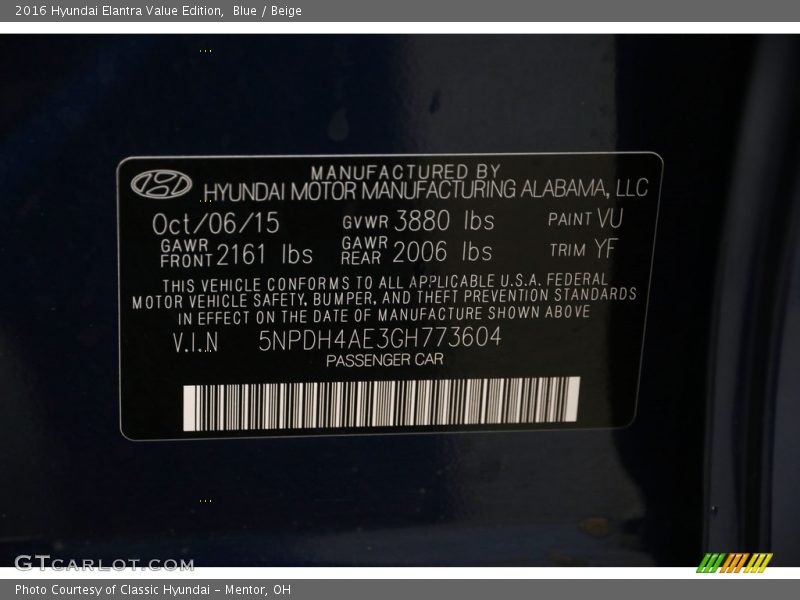 2016 Hyundai Elantra Value Edition, Blue / Beige
MANUFACTURED BY
HYUNDAI MOTOR MANUFACTURING ALABAMA, LLC
Oct/06/15 GVWR 3880 lbs PAINT VU
GAWR FRONT 2161 lbs GAWR REAR 2006 lbs TRIM YF
THIS VEHICLE CONFORMS TO ALL APPLICABLE U.S.A. FEDERAL
MOTOR VEHICLE SAFETY, BUMPER, AND THEFT PREVENTION STANDARDS
IN EFFECT ON THE DATE OF MANUFACTURE SHOWN ABOVE
V.I.N 5NPDH4AE3GH773604
PASSENGER CAR
GTCARLOT.COM
Photo Courtesy of Classic Hyundai - Mentor, OH